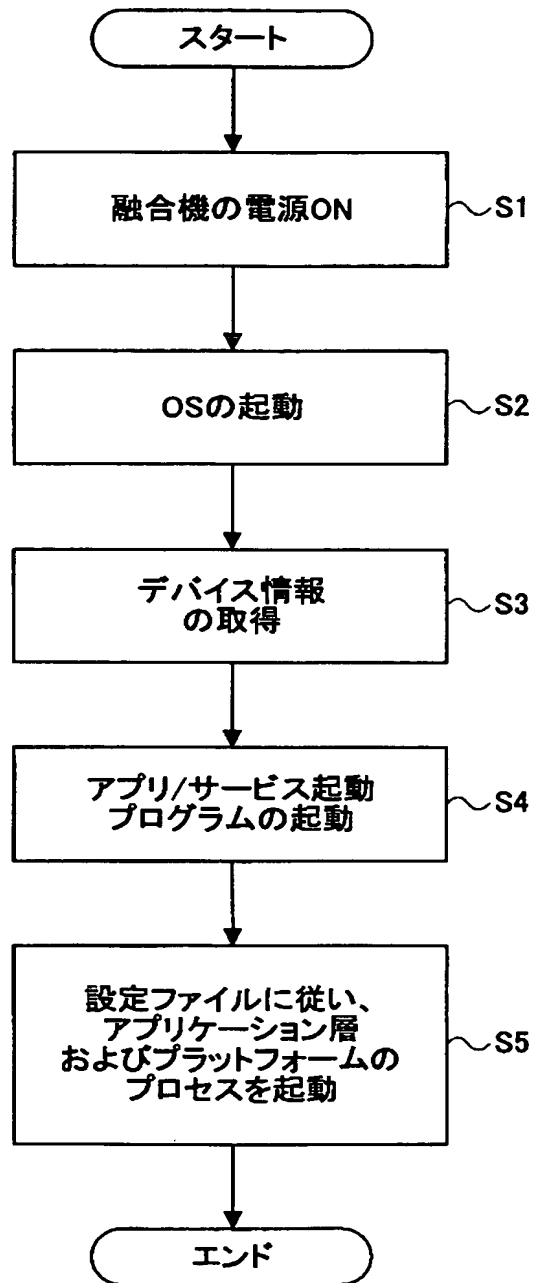 スタート
融合機の電源ON
S1
OSの起動
S2
デバイス情報
の取得
S3
アプリ/サービス起動
プログラムの起動
S4
設定ファイルに従い、
アプリケーション層
およびプラットフォームの
プロセスを起動
S5
エンド